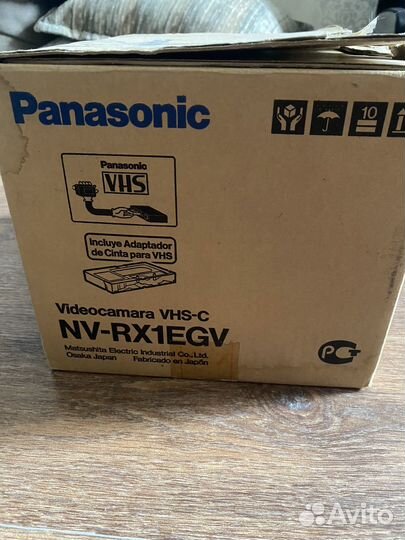 Panasonic
10
Panasonic
VHS
Incluye Adaptador
de Cinta para VHS
Videocamara VHS-C
NV-RX1EGV
Matsushita Electric Industrial Co., Ltd.
Osaka Japan Fabricado en Japón
РСТ
Avito